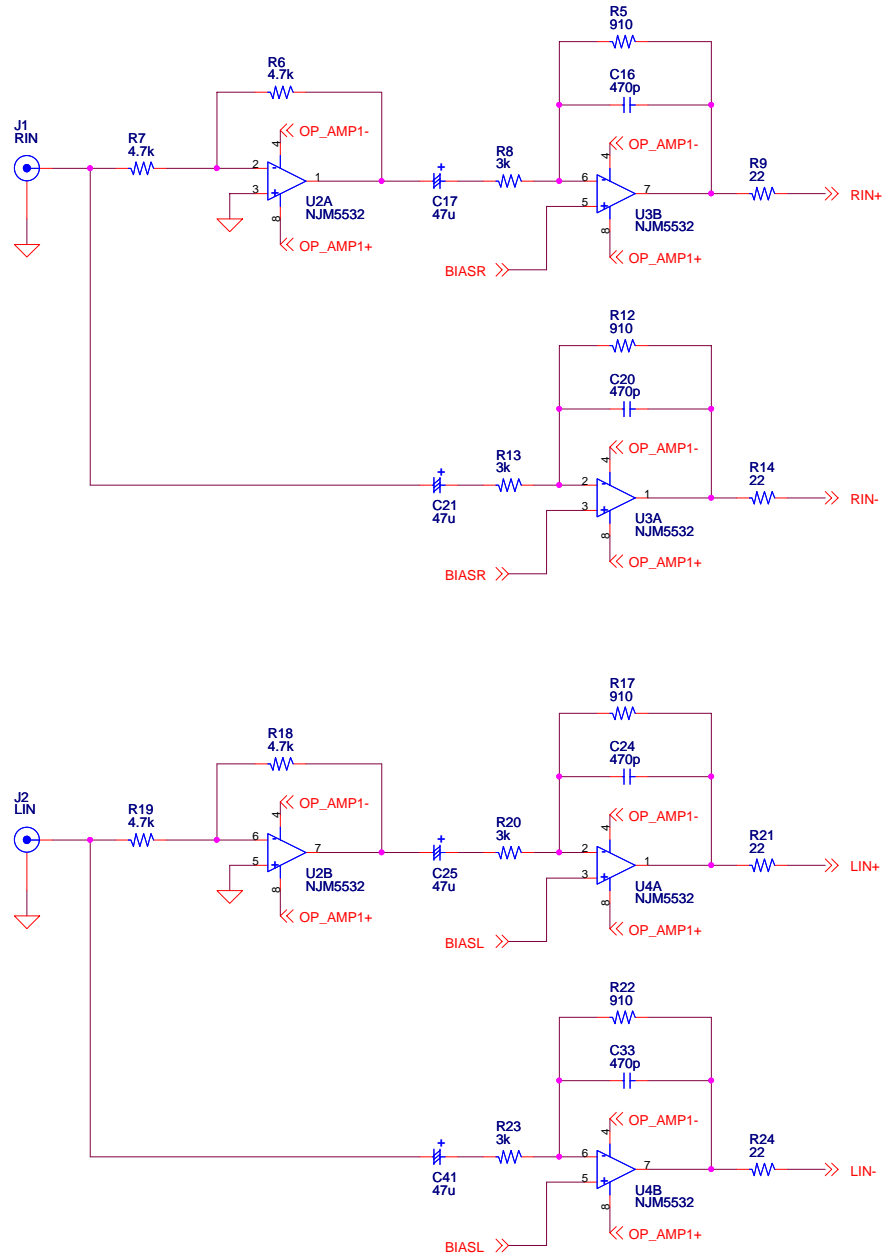 R5
910
R6
4.7k
C16
470p
J1
RIN
R7
4.7k
OP_AMP1-
4
2
-
1
3
+
8
U2A
NJM5532
OP_AMP1+
+
C17
47u
R8
3k
OP_AMP1-
4
6
-
7
5
+
8
U3B
NJM5532
OP_AMP1+
R9
22
RIN+
BIASR
R12
910
C20
470p
+
C21
47u
R13
3k
OP_AMP1-
4
2
-
1
3
+
8
U3A
NJM5532
OP_AMP1+
R14
22
RIN-
BIASR
R17
910
R18
4.7k
C24
470p
J2
LIN
R19
4.7k
OP_AMP1-
4
6
-
7
5
+
8
U2B
NJM5532
OP_AMP1+
+
C25
47u
R20
3k
OP_AMP1-
4
2
-
1
3
+
8
U4A
NJM5532
OP_AMP1+
R21
22
LIN+
BIASL
R22
910
C33
470p
+
C41
47u
R23
3k
OP_AMP1-
4
6
-
7
5
+
8
U4B
NJM5532
OP_AMP1+
R24
22
LIN-
BIASL